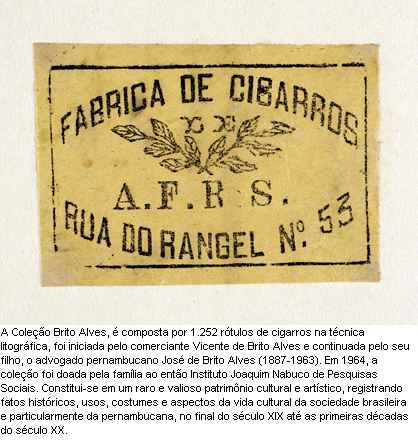 FABRICA DE CIGARROS
DE
A. F. R. S.
RUA DO RANGEL Nº 53
A Coleção Brito Alves, é composta por 1.252 rótulos de cigarros na técnica
litográfica, foi iniciada pelo comerciante Vicente de Brito Alves e continuada pelo seu
filho, o advogado pernambucano José de Brito Alves (1887-1963). Em 1964, a
coleção foi doada pela família ao então Instituto Joaquim Nabuco de Pesquisas
Sociais. Constitui-se em um raro e valioso patrimônio cultural e artístico, registrando
fatos históricos, usos, costumes e aspectos da vida cultural da sociedade brasileira
e particularmente da pernambucana, no final do século XIX até as primeiras décadas
do século XX.